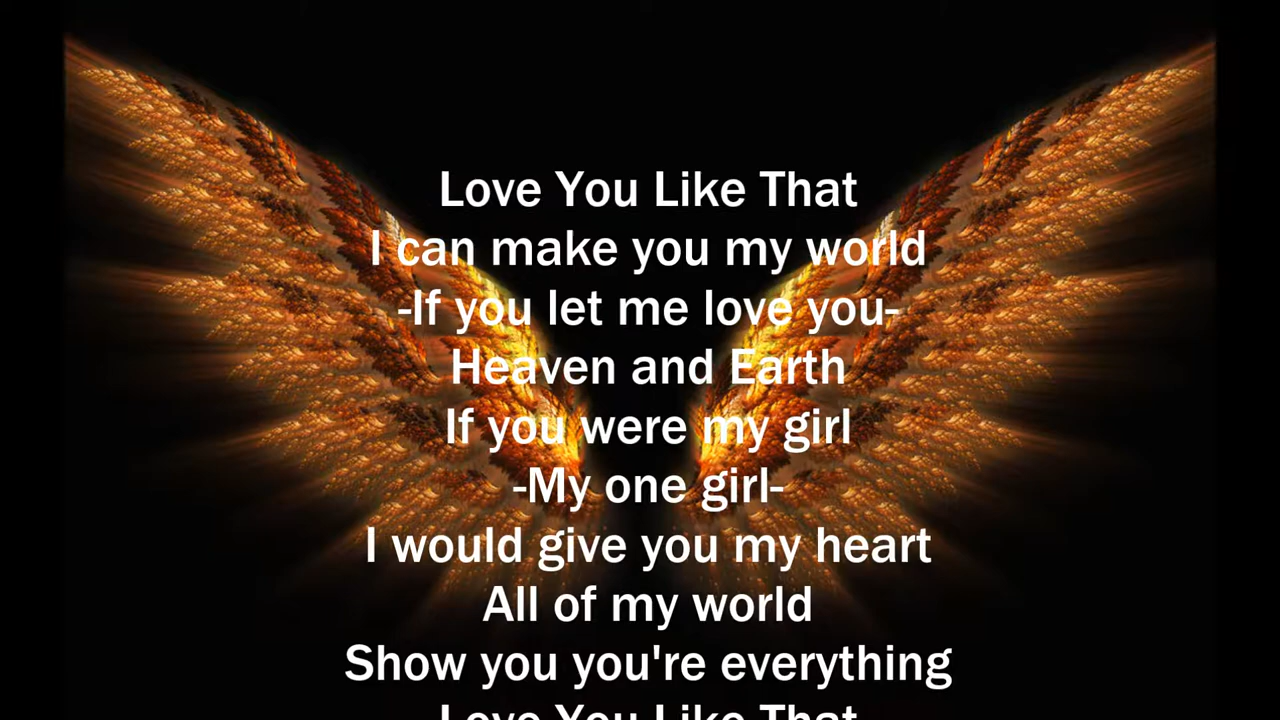 Love You Like That
I can make you my world
-If you let me love you-
Heaven and Earth
If you were my girl
-My one girl-
I would give you my heart
All of my world
Show you you're everything
Love You Like That